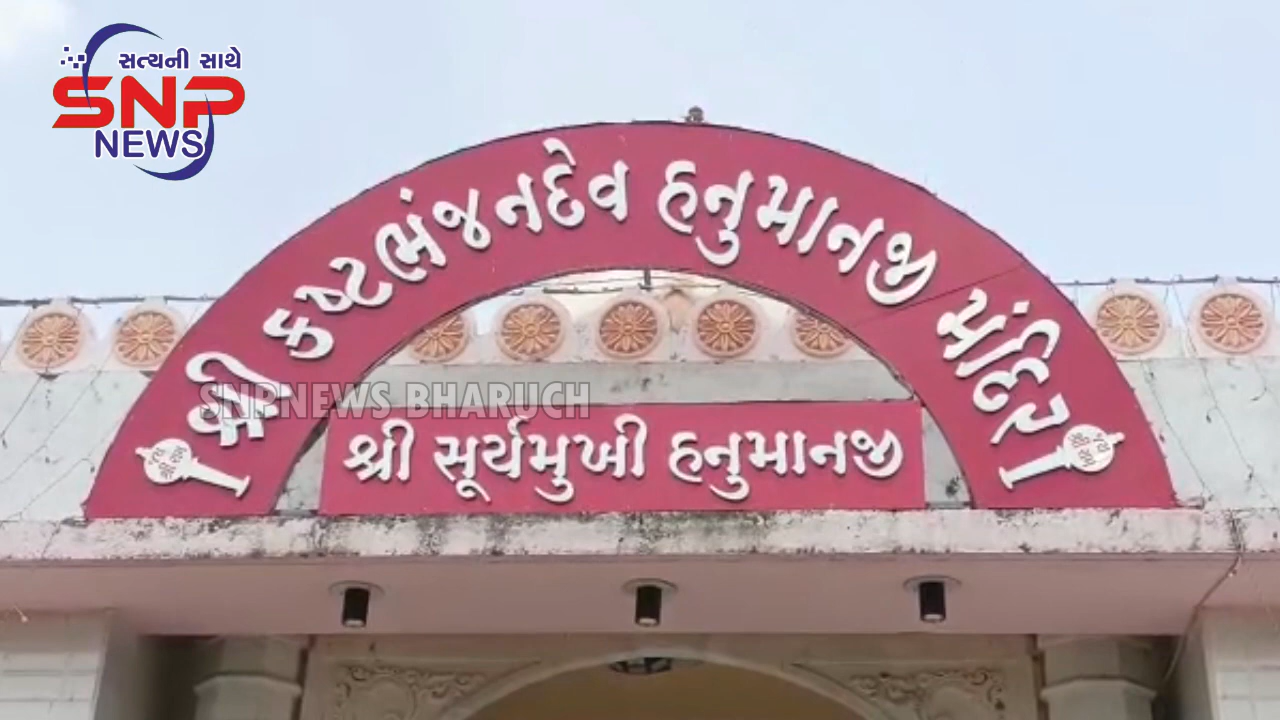 સત્યની સાથે
SNP
NEWS
શ્રી કષ્ટભંજનદેવ હનુમાનજી મંદિર
SNPNEWS BHARUCH
શ્રી સૂર્યમુખી હનુમાનજી